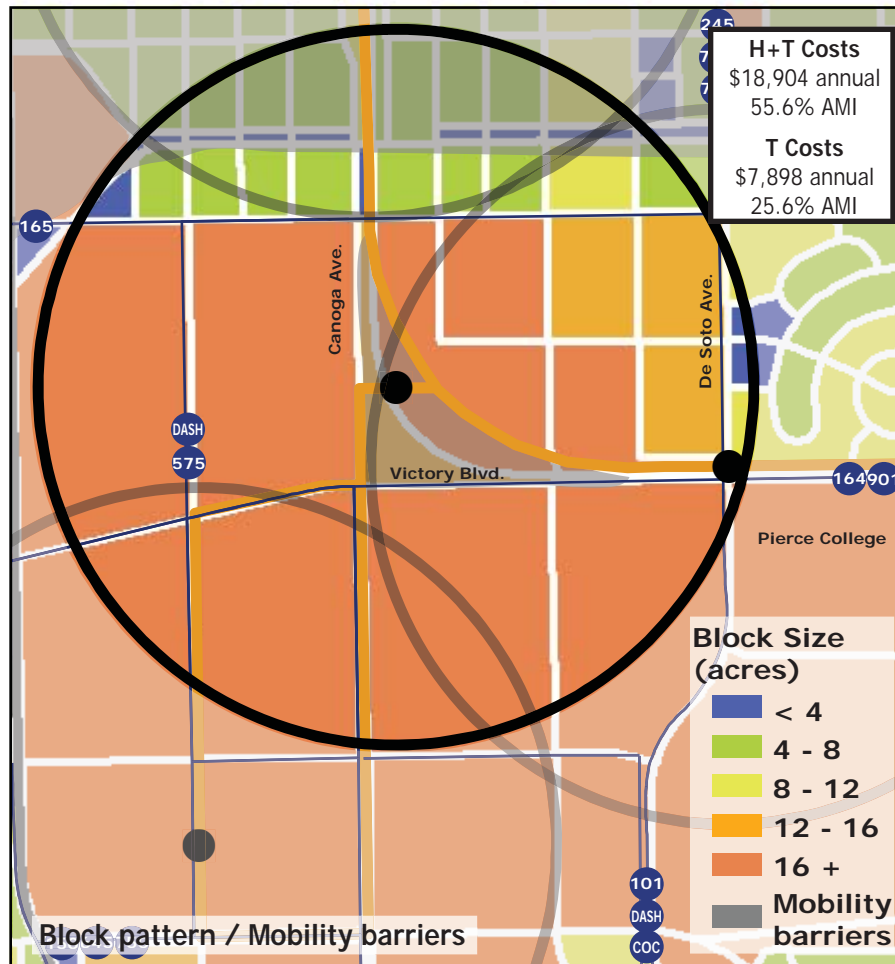 245
7
7
H+T Costs
$18,904 annual
55.6% AMI
T Costs
$7,898 annual
25.6% AMI
165
Canoga Ave.
De Soto Ave.
DASH
575
Victory Blvd.
164
901
Pierce College
Block Size
(acres)
< 4
4 - 8
8 - 12
12 - 16
16 +
Mobility
barriers
101
DASH
COC
Block pattern / Mobility barriers